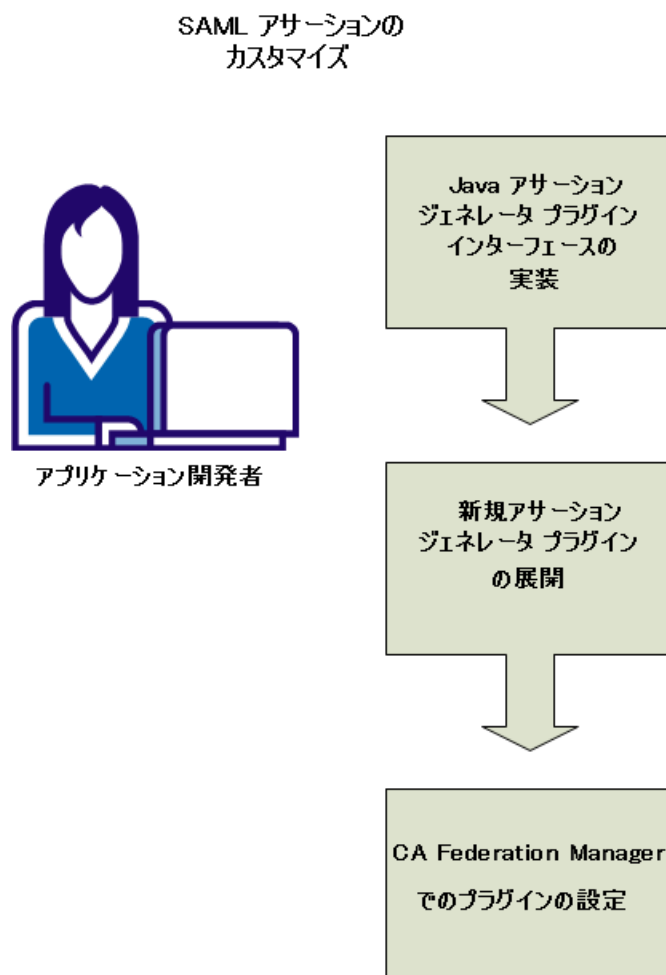 SAML アサーションの
カスタマイズ
Java アサーション
ジェネレータ プラグイン
インターフェースの
実装
アプリケーション開発者
新規アサーション
ジェネレータ プラグイン
の展開
CA Federation Manager
でのプラグインの設定